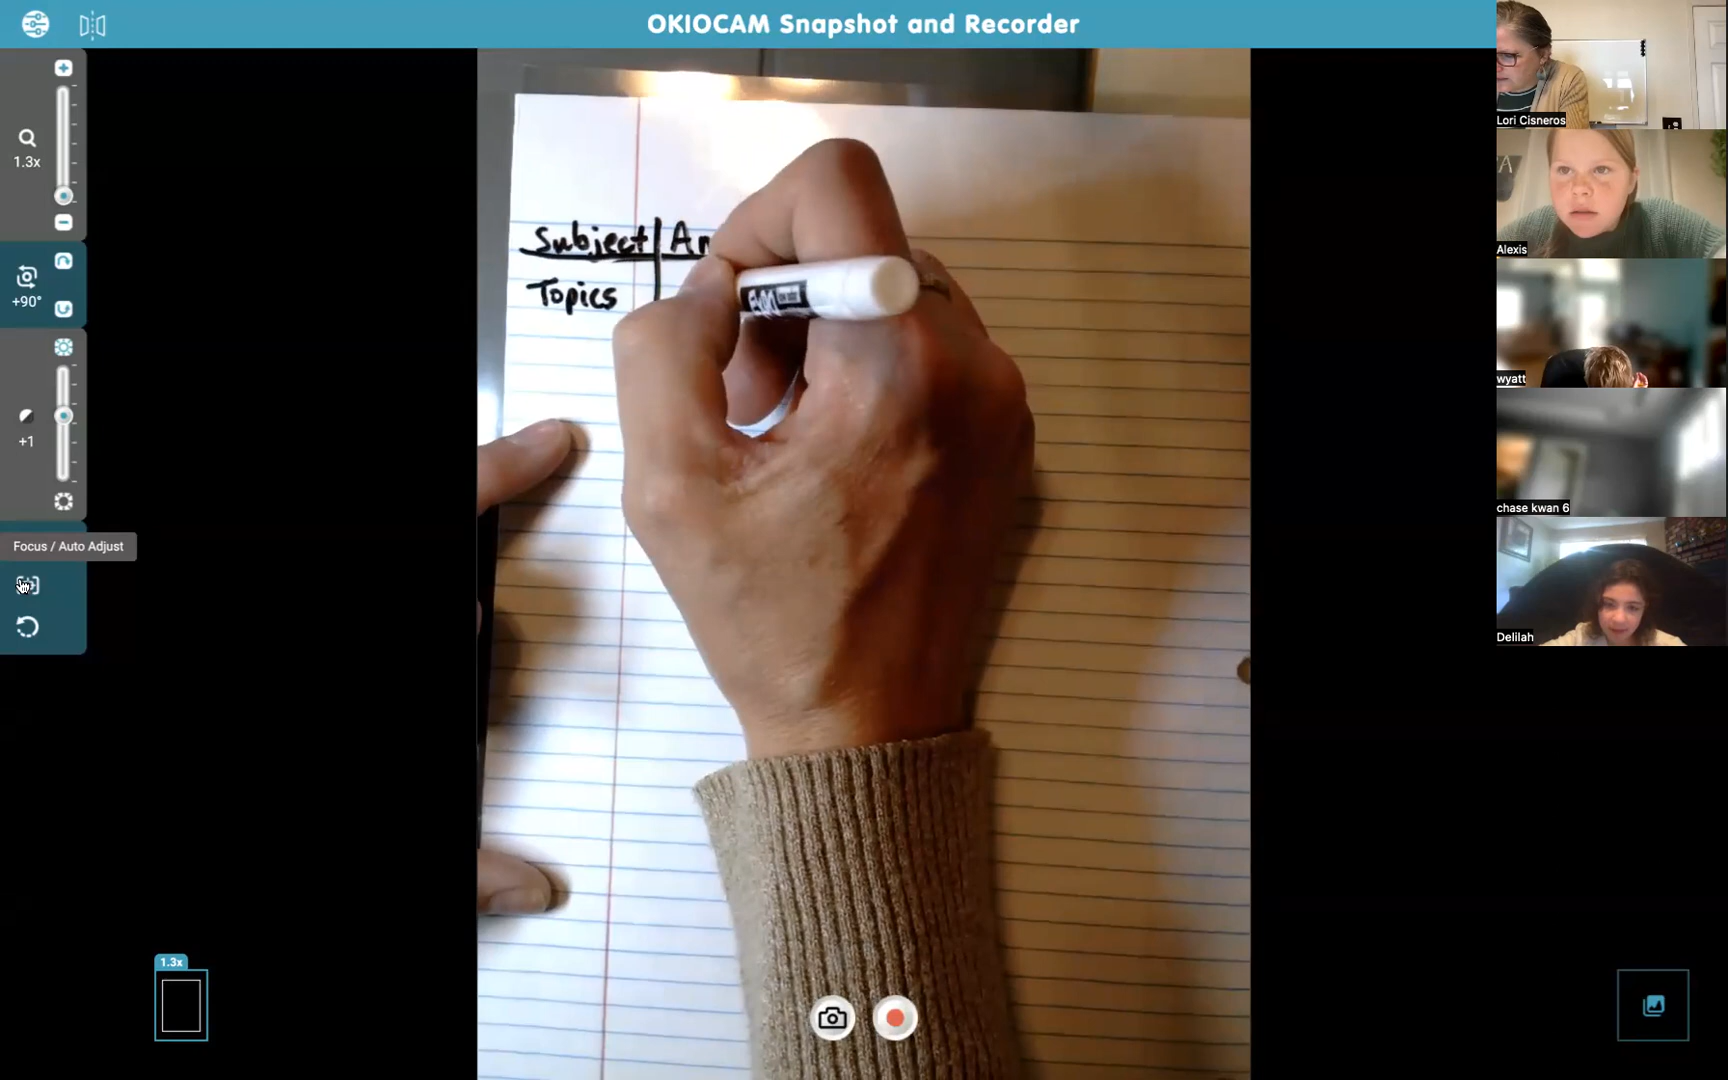 OKIOCAM Snapshot and Recorder
1.3x
+90°
+1
Focus / Auto Adjust
1.3x
Subject | An
Topics
EXPO
Lori Cisneros
Alexis
wyatt
chase kwan 6
Delilah